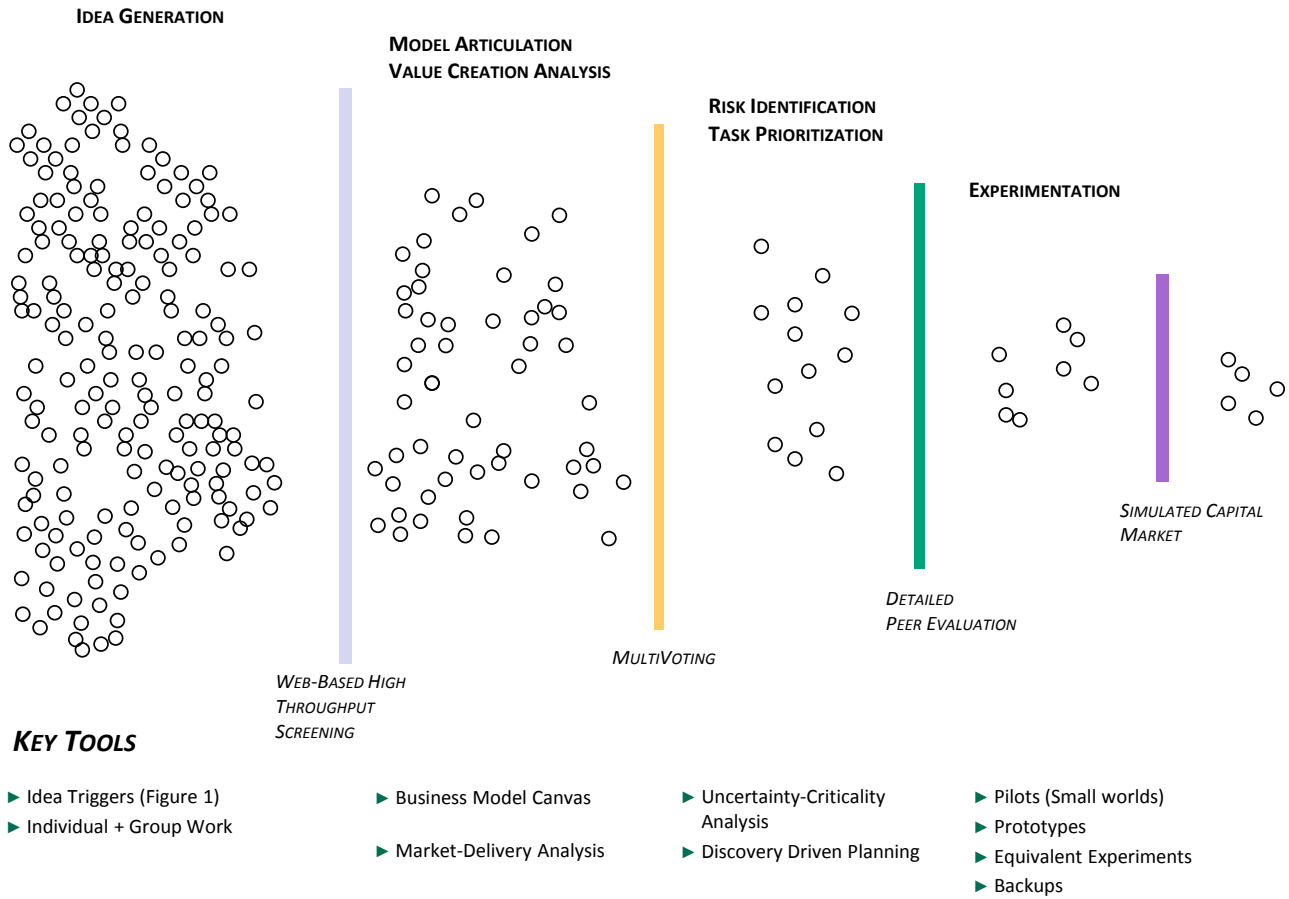 IDEA GENERATION
MODEL ARTICULATION
VALUE CREATION ANALYSIS
RISK IDENTIFICATION
TASK PRIORITIZATION
EXPERIMENTATION
SIMULATED CAPITAL
MARKET
DETAILED
PEER EVALUATION
MULTIVOTING
WEB-BASED HIGH
THROUGHPUT
SCREENING
KEY TOOLS
► Idea Triggers (Figure 1)
► Individual + Group Work
► Business Model Canvas
► Market-Delivery Analysis
► Uncertainty-Criticality
Analysis
► Discovery Driven Planning
► Pilots (Small worlds)
► Prototypes
► Equivalent Experiments
► Backups